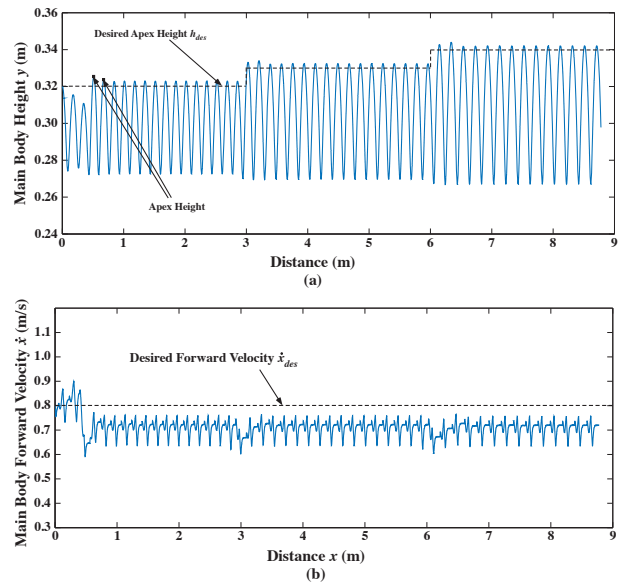 (a)
0.36
0.34
0.32
0.30
0.28
0.26
0.24
Main Body Height y (m)
Desired Apex Height h_des
Apex Height
0 1 2 3 4 5 6 7 8 9
Distance (m)
(a)
1.1
1.0
0.9
0.8
0.7
0.6
0.5
0.4
0.3
Main Body Forward Velocity ẋ (m/s)
Desired Forward Velocity ẋ_des
0 1 2 3 4 5 6 7 8 9
Distance x (m)
(b)